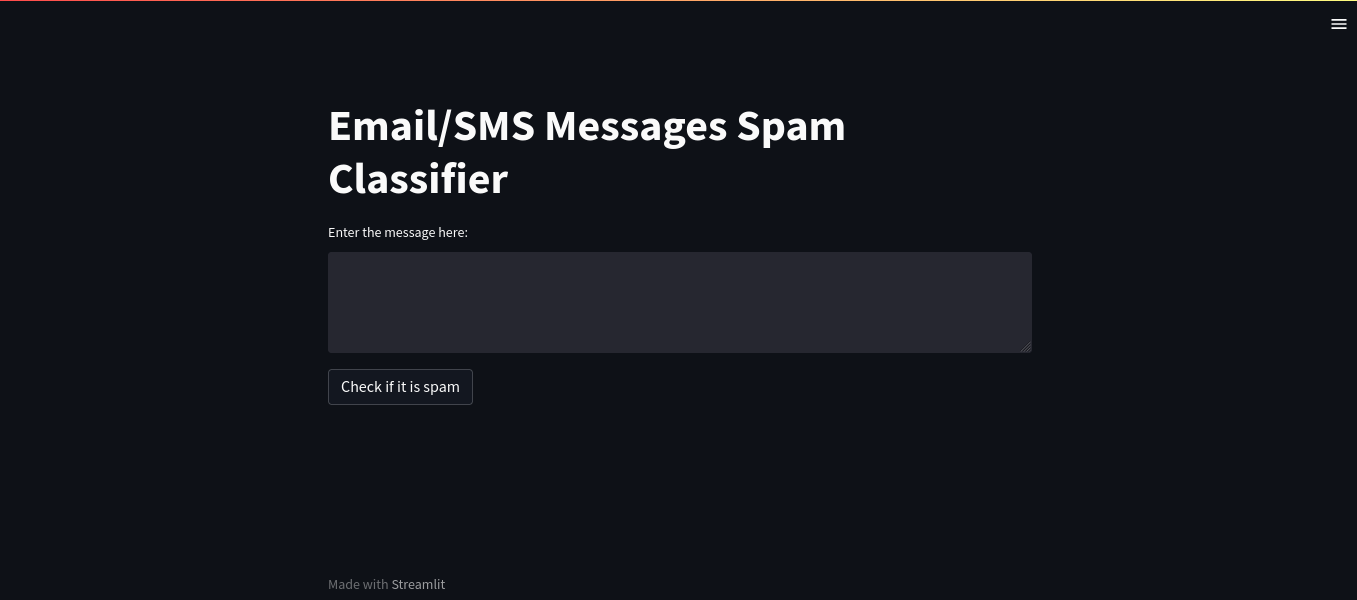 Email/SMS Messages Spam
Classifier
Enter the message here:
Check if it is spam
Made with Streamlit